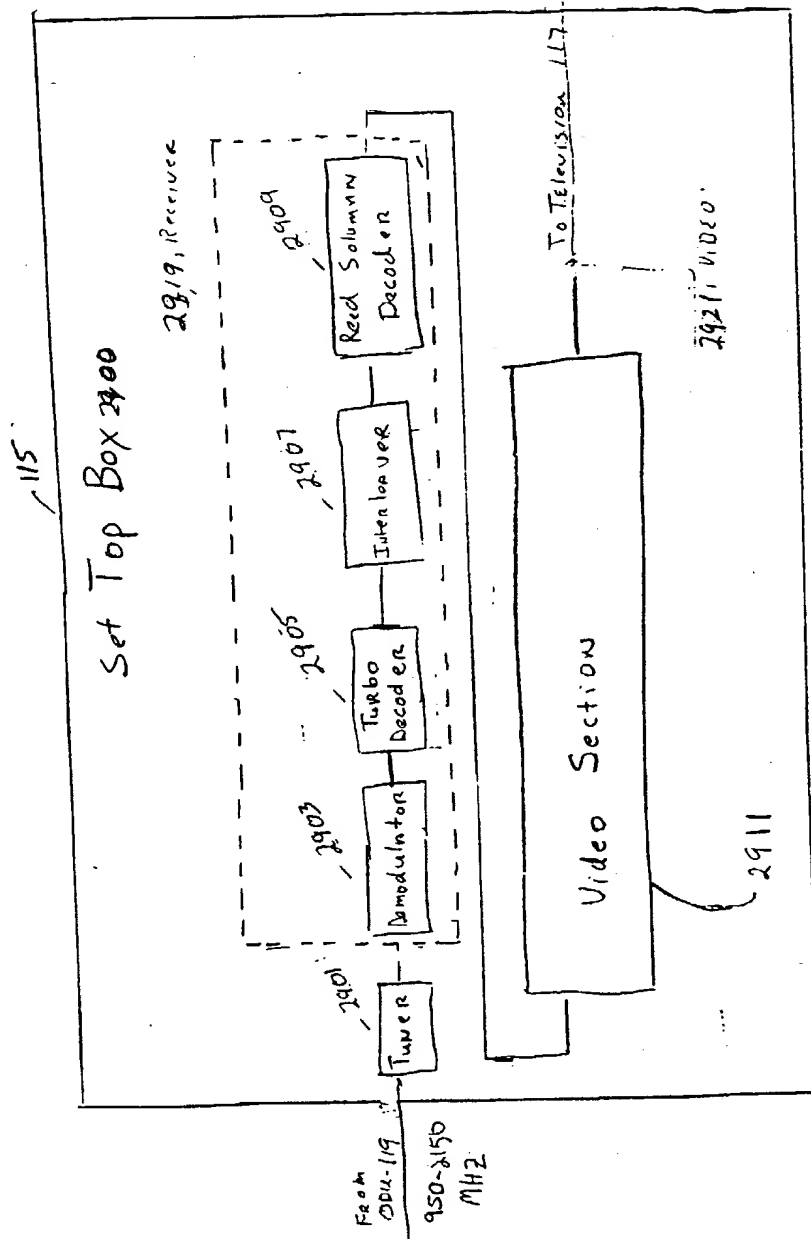 115
Set Top Box 2900
2919, Receiver
2901
2903
2905
2907
2909
Tuner
Demodulator
Turbo
Decoder
Interleaver
Reed Solumnn
Decoder
From
ODU-119
950-2150
MHZ
Video Section
2911
To Television 117
2921, VIDEO